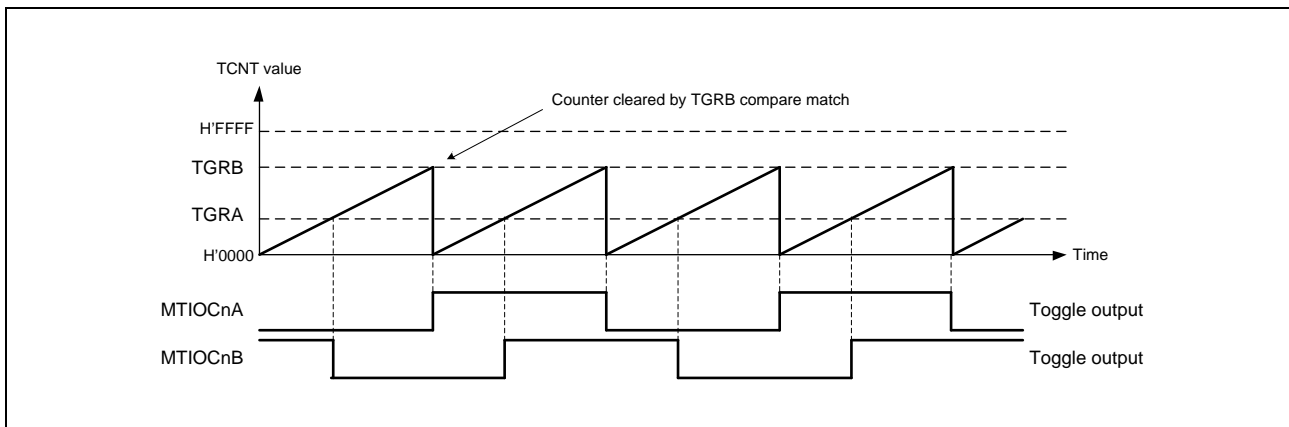 TCNT value
Counter cleared by TGRB compare match
H'FFFF
TGRB
TGRA
H'0000
Time
MTIOCnA
Toggle output
MTIOCnB
Toggle output